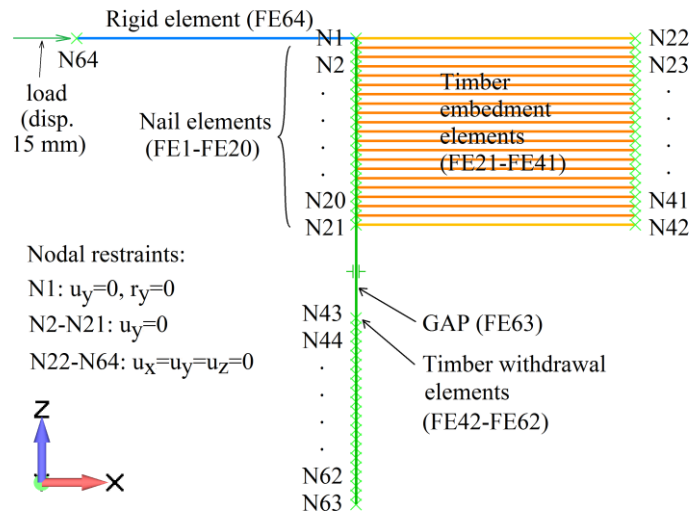 Rigid element (FE64)
N1
N22
N64
N2
N23
load
(disp.
15 mm)
Nail elements
(FE1-FE20)
Timber
embedment
elements
(FE21-FE41)
N20
N41
N21
N42
Nodal restraints:
N1: uy=0, ry=0
N2-N21: uy=0
N22-N64: ux=uy=uz=0
N43
N44
GAP (FE63)
Timber withdrawal
elements
(FE42-FE62)
N62
N63
Z
X